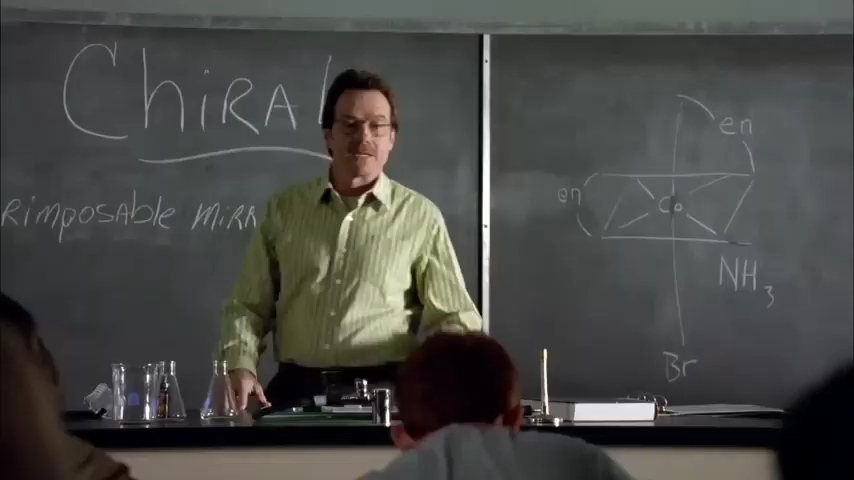 ChiRAl
RimposAble miRR
en
en
Co
NH3
Br